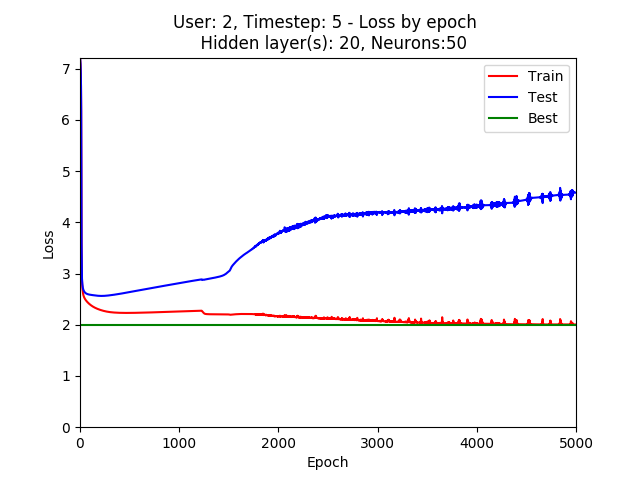 User: 2, Timestep: 5 - Loss by epoch
Hidden layer(s): 20, Neurons:50
7
6
5
4
3
2
1
0
Loss
Train
Test
Best
0 1000 2000 3000 4000 5000
Epoch